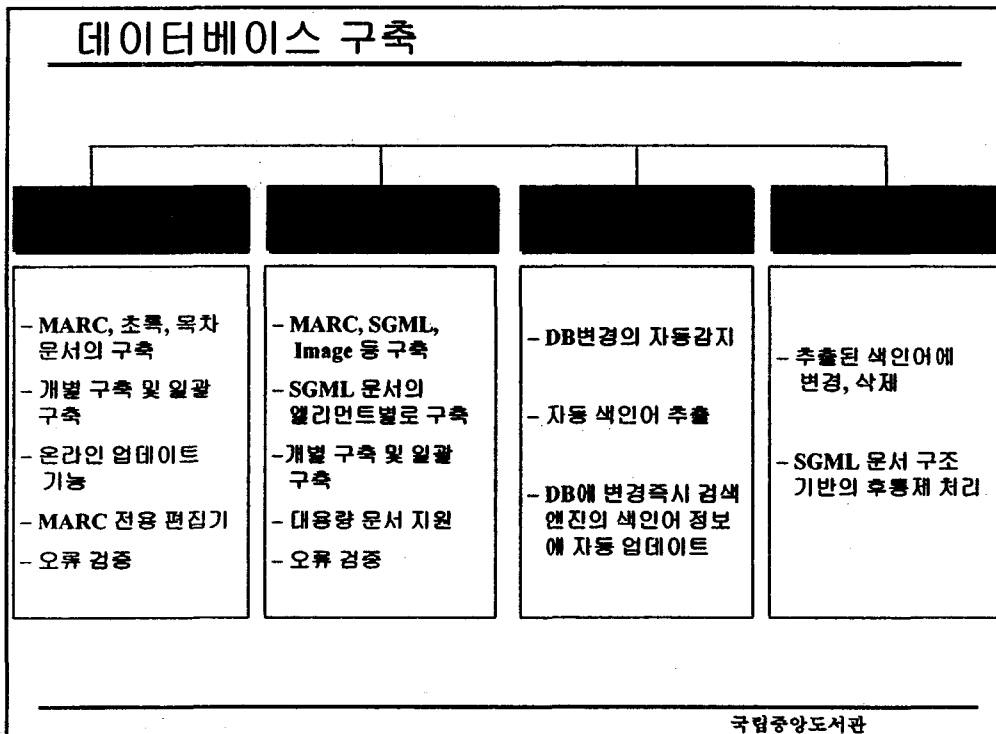 데이터베이스 구축
– MARC, 초록, 목차
문서의 구축
– 개별 구축 및 일괄
구축
– 온라인 업데이트
기능
– MARC 전용 편집기
– 오류 검증
– MARC, SGML,
Image 등 구축
– SGML 문서의
엘리먼트별로 구축
–개별 구축 및 일괄
구축
– 대용량 문서 지원
– 오류 검증
– DB변경의 자동감지
– 자동 색인어 추출
– DB에 변경즉시 검색
엔진의 색인어 정보
에 자동 업데이트
– 추출된 색인어에
변경, 삭제
– SGML 문서 구조
기반의 후통제 처리
국립중앙도서관